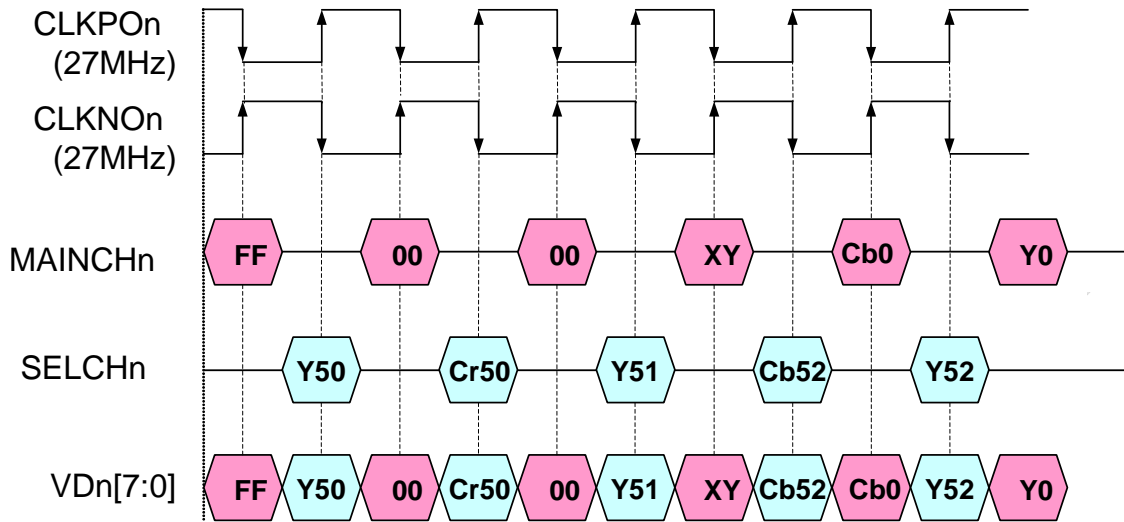 CLKPOn
(27MHz)
CLKNOn
(27MHz)
MAINCHn FF 00 00 XY Cb0 Y0
SELCHn Y50 Cr50 Y51 Cb52 Y52
VDn[7:0] FF Y50 00 Cr50 00 Y51 XY Cb52 Cb0 Y52 Y0